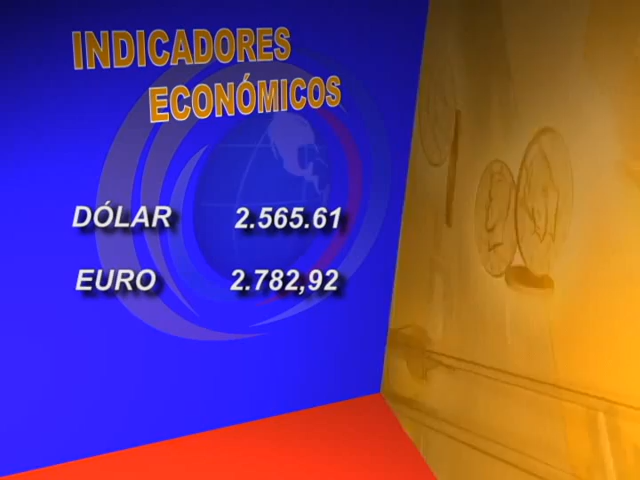 INDICADORES
ECONÓMICOS
DÓLAR 2.565.61
EURO 2.782,92